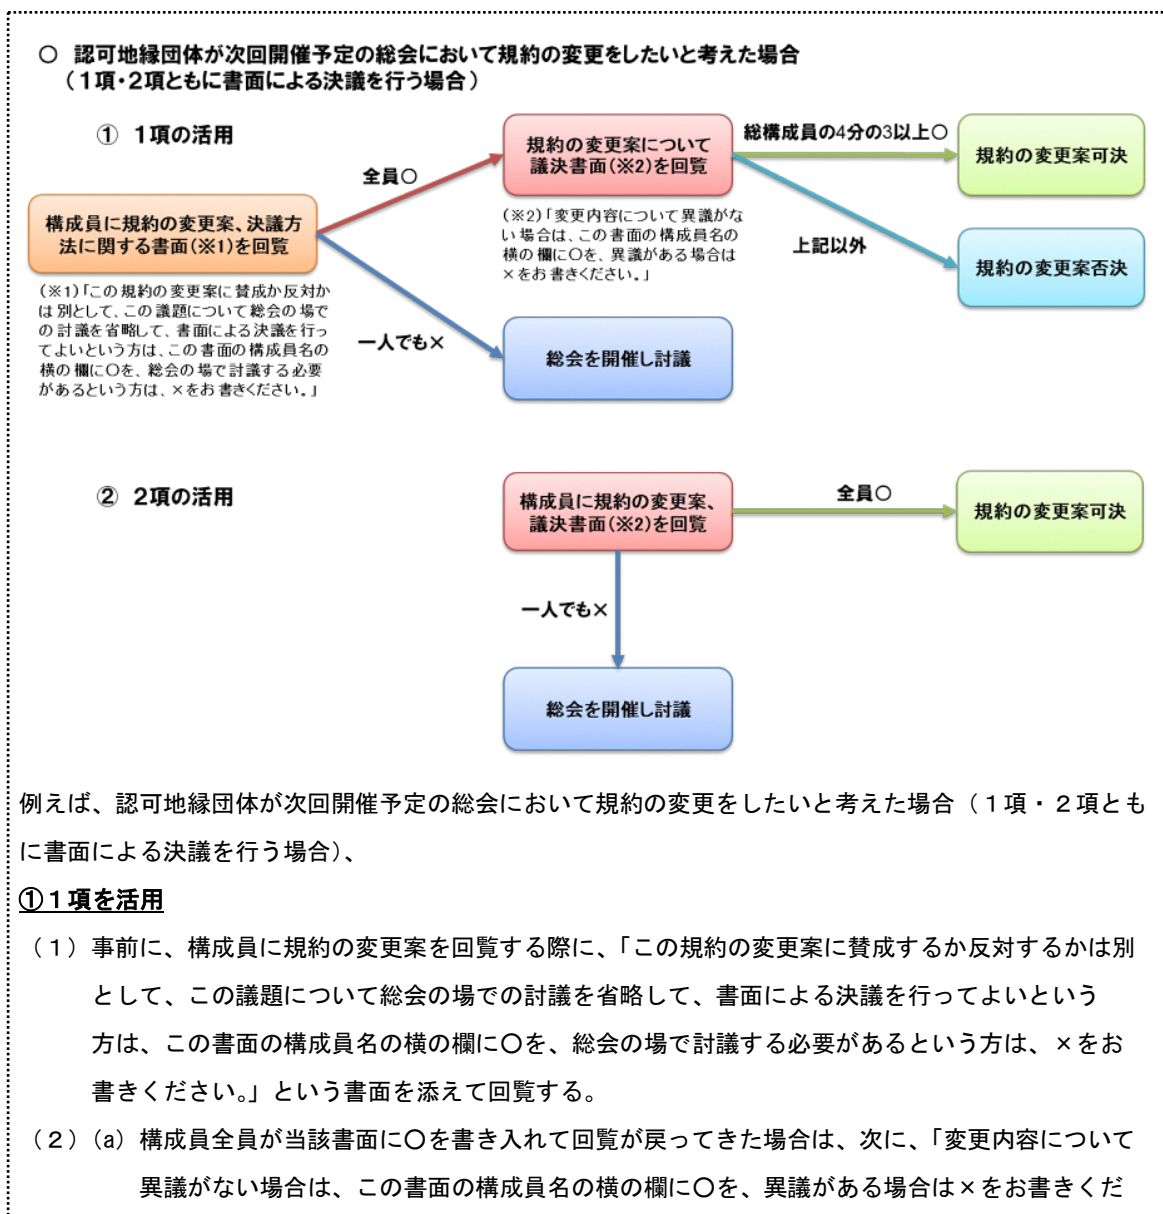 ○ 認可地縁団体が次回開催予定の総会において規約の変更をしたいと考えた場合
（1項・2項ともに書面による決議を行う場合）
① 1項の活用
構成員に規約の変更案、決議方
法に関する書面(※1)を回覧
(※1)「この規約の変更案に賛成か反対か
は別として、この議題について総会の場で
の討議を省略して、書面による決議を行っ
てよいという方は、この書面の構成員名の
横の欄に○を、総会の場で討議する必要
があるという方は、×をお書きください。」
全員○
一人でも×
規約の変更案について
議決書面(※2)を回覧
(※2)「変更内容について異議がな
い場合は、この書面の構成員名の
横の欄に○を、異議がある場合は
×をお書きください。」
総会を開催し討議
総構成員の4分の3以上○
上記以外
規約の変更案可決
規約の変更案否決
② 2項の活用
構成員に規約の変更案、
議決書面(※2)を回覧
全員○
規約の変更案可決
一人でも×
総会を開催し討議
例えば、認可地縁団体が次回開催予定の総会において規約の変更をしたいと考えた場合（１項・２項とも
に書面による決議を行う場合）、
①１項を活用
（１）事前に、構成員に規約の変更案を回覧する際に、「この規約の変更案に賛成するか反対するかは別
として、この議題について総会の場での討議を省略して、書面による決議を行ってよいという
方は、この書面の構成員名の横の欄に○を、総会の場で討議する必要があるという方は、×をお
書きください。」という書面を添えて回覧する。
（２）(a) 構成員全員が当該書面に○を書き入れて回覧が戻ってきた場合は、次に、「変更内容について
異議がない場合は、この書面の構成員名の横の欄に○を、異議がある場合は×をお書きくだ